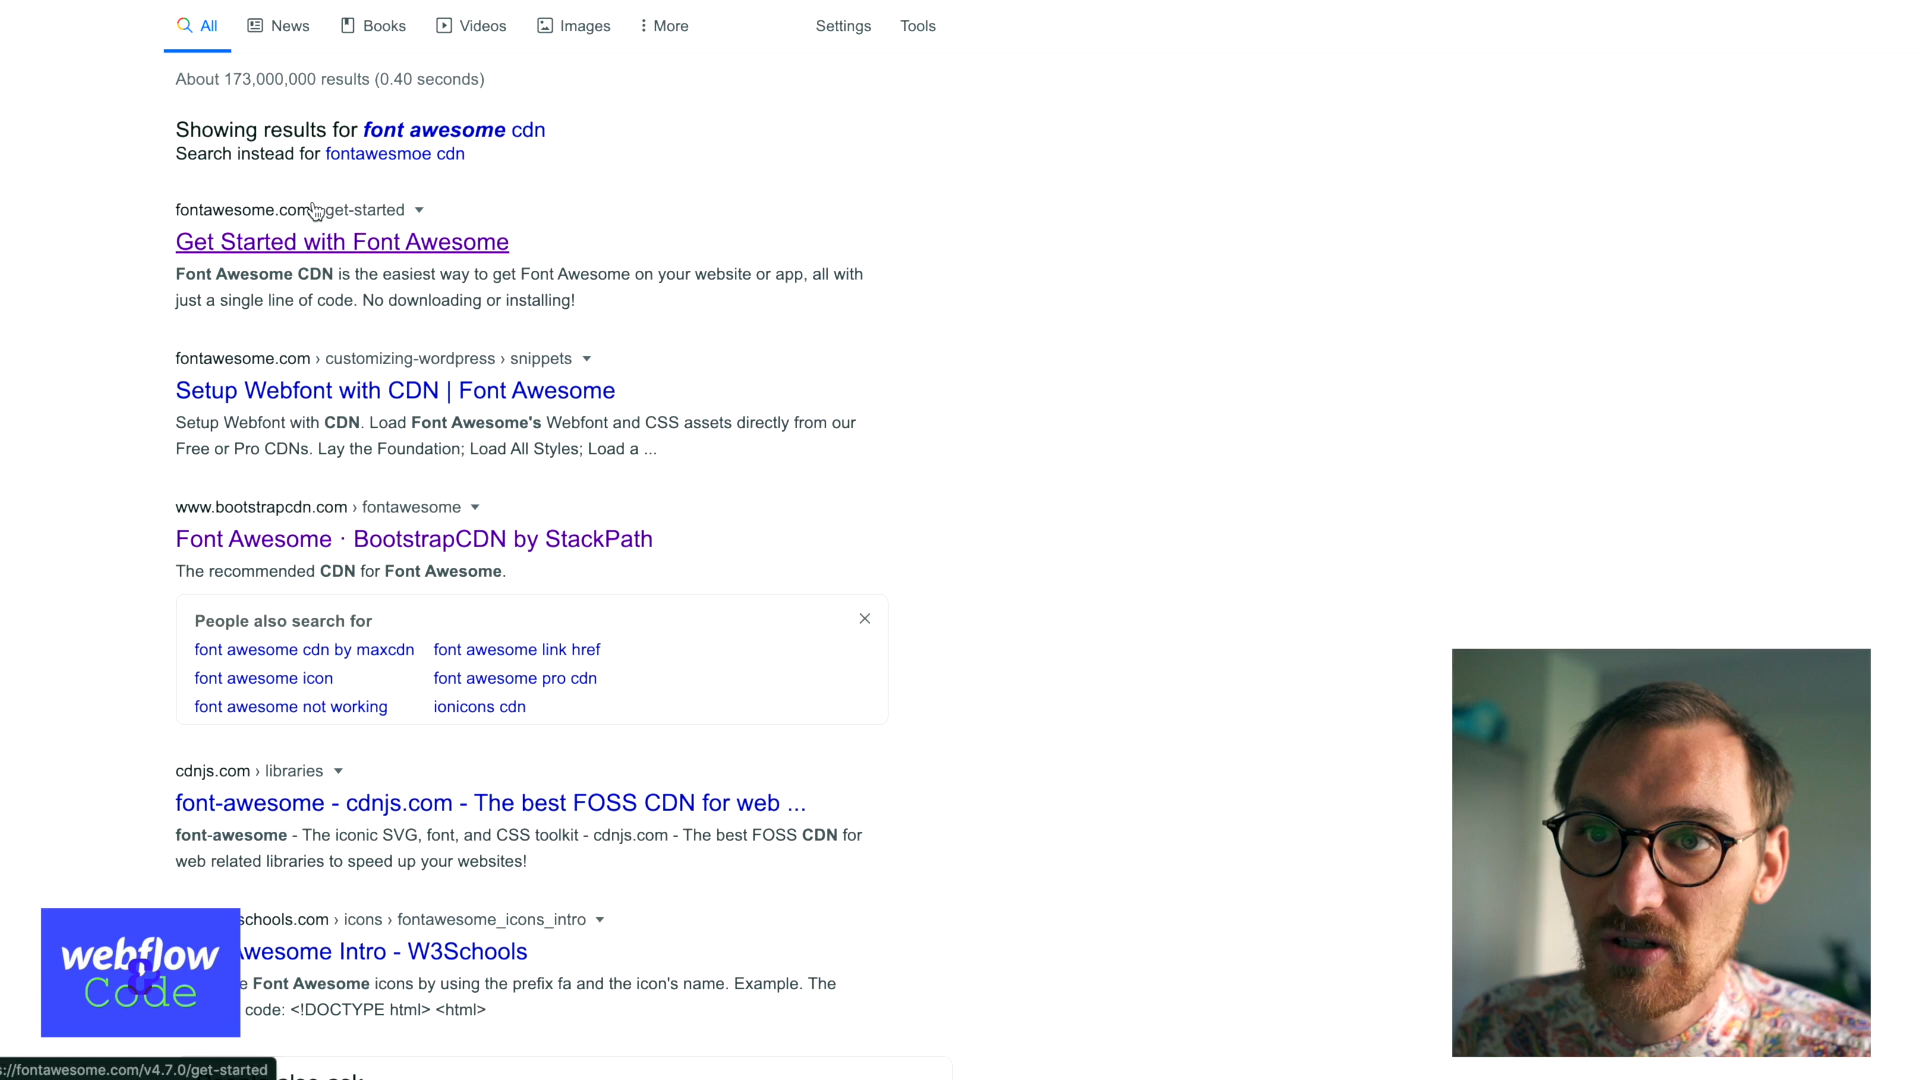 All News Books Videos Images More Settings Tools
About 173,000,000 results (0.40 seconds)
Showing results for font awesome cdn
Search instead for fontawesmoe cdn
fontawesome.com get-started
Get Started with Font Awesome
Font Awesome CDN is the easiest way to get Font Awesome on your website or app, all with
just a single line of code. No downloading or installing!
fontawesome.com › customizing-wordpress › snippets
Setup Webfont with CDN | Font Awesome
Setup Webfont with CDN. Load Font Awesome's Webfont and CSS assets directly from our
Free or Pro CDNs. Lay the Foundation; Load All Styles; Load a ...
www.bootstrapcdn.com › fontawesome
Font Awesome · BootstrapCDN by StackPath
The recommended CDN for Font Awesome.
People also search for
font awesome cdn by maxcdn font awesome link href
font awesome icon font awesome pro cdn
font awesome not working ionicons cdn
cdnjs.com › libraries
font-awesome - cdnjs.com - The best FOSS CDN for web ...
font-awesome - The iconic SVG, font, and CSS toolkit - cdnjs.com - The best FOSS CDN for
web related libraries to speed up your websites!
schools.com › icons › fontawesome_icons_intro
Awesome Intro - W3Schools
e Font Awesome icons by using the prefix fa and the icon's name. Example. The
code: <!DOCTYPE html> <html>
webflow
&
Code
s://fontawesome.com/v4.7.0/get-started